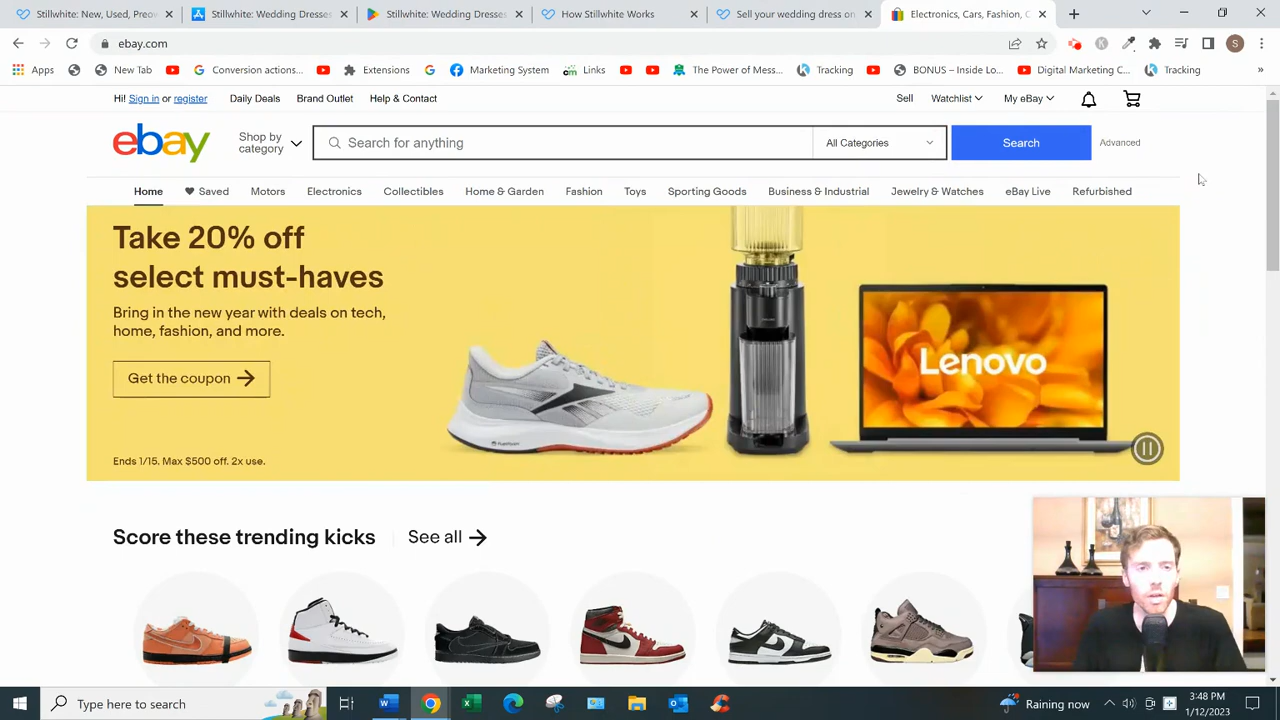 Stillwhite: New, Used, Preov
Stillwhite: Wedding Dresses
Stillwhite: Wedding Dresse
How Stillwhite Works
Sell your wedding dress on
Electronics, Cars, Fashion, C
ebay.com
Apps
New Tab
Conversion actions...
Extensions
Marketing System
Links
The Power of Mess...
Tracking
BONUS – Inside Lo...
Digital Marketing C...
Tracking
Hi! Sign in or register
Daily Deals
Brand Outlet
Help & Contact
Sell
Watchlist
My eBay
ebay
Shop by
category
Search for anything
All Categories
Search
Advanced
Home
Saved
Motors
Electronics
Collectibles
Home & Garden
Fashion
Toys
Sporting Goods
Business & Industrial
Jewelry & Watches
eBay Live
Refurbished
Take 20% off
select must-haves
Bring in the new year with deals on tech,
home, fashion, and more.
Get the coupon
Ends 1/15. Max $500 off. 2x use.
Lenovo
Score these trending kicks
See all
Type here to search
Raining now
3:48 PM
1/12/2023